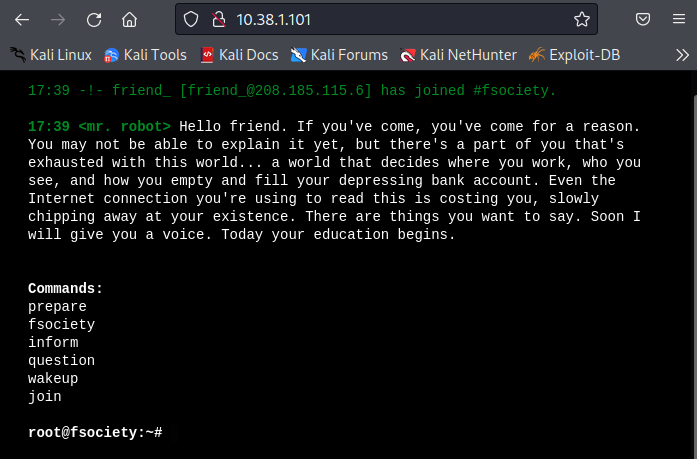 10.38.1.101
Kali Linux
Kali Tools
Kali Docs
Kali Forums
Kali NetHunter
Exploit-DB
17:39 -!- friend_ [friend_@208.185.115.6] has joined #fsociety.
17:39 <mr. robot> Hello friend. If you've come, you've come for a reason.
You may not be able to explain it yet, but there's a part of you that's
exhausted with this world... a world that decides where you work, who you
see, and how you empty and fill your depressing bank account. Even the
Internet connection you're using to read this is costing you, slowly
chipping away at your existence. There are things you want to say. Soon I
will give you a voice. Today your education begins.
Commands:
prepare
fsociety
inform
question
wakeup
join
root@fsociety:~#